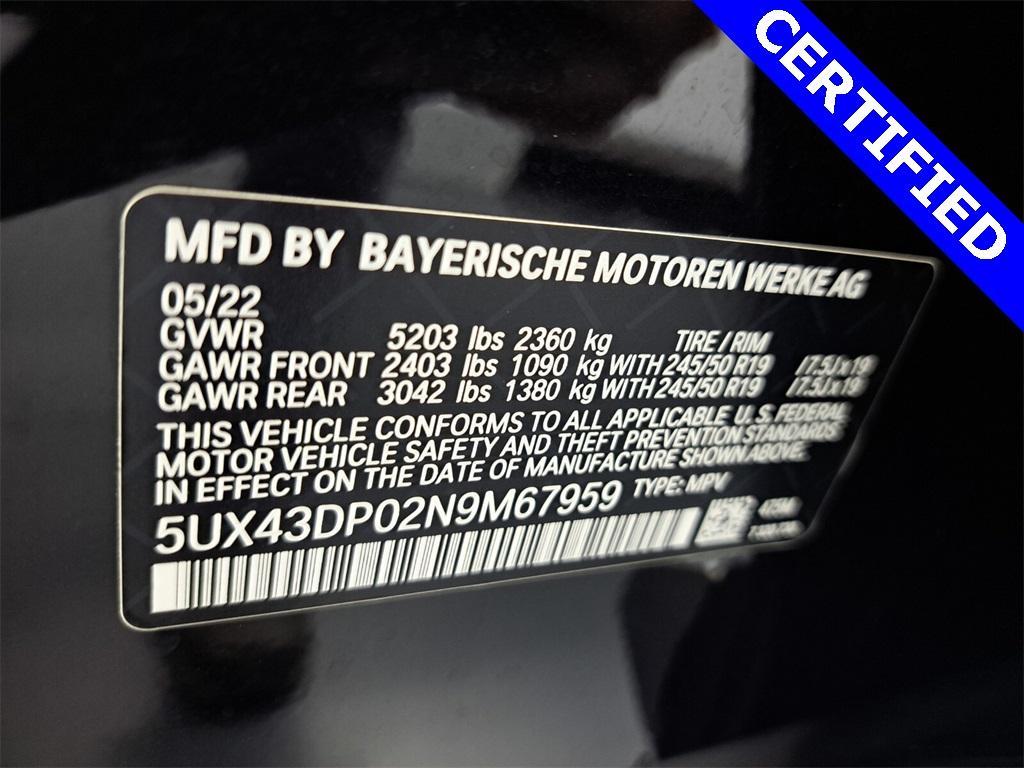 CERTIFIED
MFD BY BAYERISCHE MOTOREN WERKE AG
05/22
GVWR 5203 lbs 2360 kg TIRE / RIM
GAWR FRONT 2403 lbs 1090 kg WITH 245/50 R19 /7.5Jx19
GAWR REAR 3042 lbs 1380 kg WITH 245/50 R19 /7.5Jx19
THIS VEHICLE CONFORMS TO ALL APPLICABLE U. S. FEDERAL
MOTOR VEHICLE SAFETY AND THEFT PREVENTION STANDARDS
IN EFFECT ON THE DATE OF MANUFACTURE SHOWN ABOVE.
5UX43DP02N9M67959 TYPE: MPV